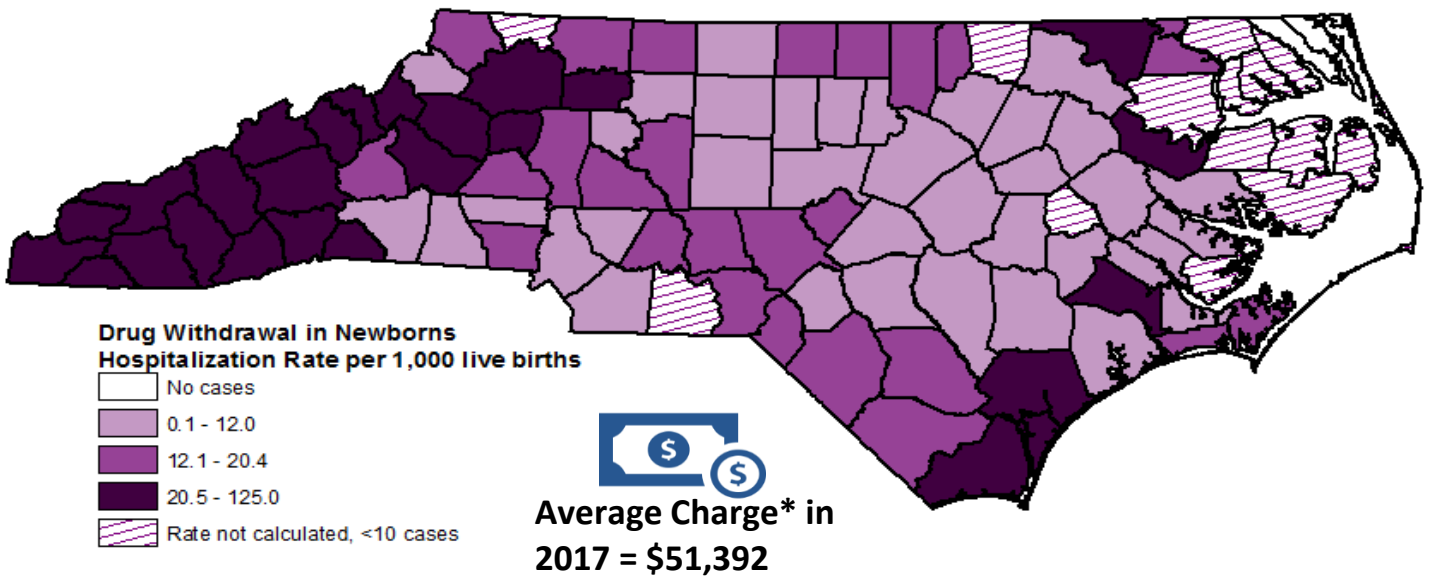 Drug Withdrawal in Newborns
Hospitalization Rate per 1,000 live births
No cases
0.1 - 12.0
12.1 - 20.4
20.5 - 125.0
Rate not calculated, <10 cases
$
$
Average Charge* in
2017 = $51,392